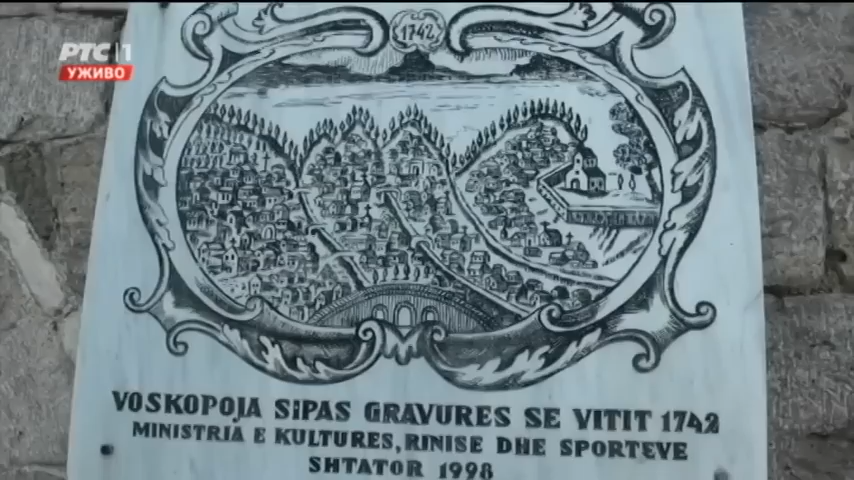 РТС 1
УЖИВО
1742
VOSKOPOJA SiPAS GRAVURES SE VITIT 1742
MINISTRIA E KULTURES, RINISE DHE SPORTEVE
SHTATOR 1998